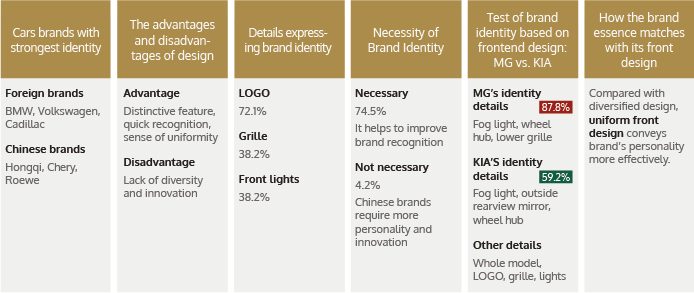 Cars brands with
strongest identity
Foreign brands
BMW, Volkswagen,
Cadillac
Chinese brands
Hongqi, Chery,
Roewe
The advantages
and disadvan-
tages of design
Advantage
Distinctive feature,
quick recognition,
sense of uniformity
Disadvantage
Lack of diversity
and innovation
Details express-
ing brand identity
LOGO
72.1%
Grille
38.2%
Front lights
38.2%
Necessity of
Brand Identity
Necessary
74.5%
It helps to improve
brand recognition
Not necessary
4.2%
Chinese brands
require more
personality and
innovation
Test of brand
identity based on
frontend design:
MG vs. KIA
MG's identity
details 87.8%
Fog light, wheel
hub, lower grille
KIA'S identity
details 59.2%
Fog light, outside
rearview mirror,
wheel hub
Other details
Whole model,
LOGO, grille, lights
How the brand
essence matches
with its front
design
Compared with
diversified design,
uniform front
design conveys
brand's personality
more effectively.